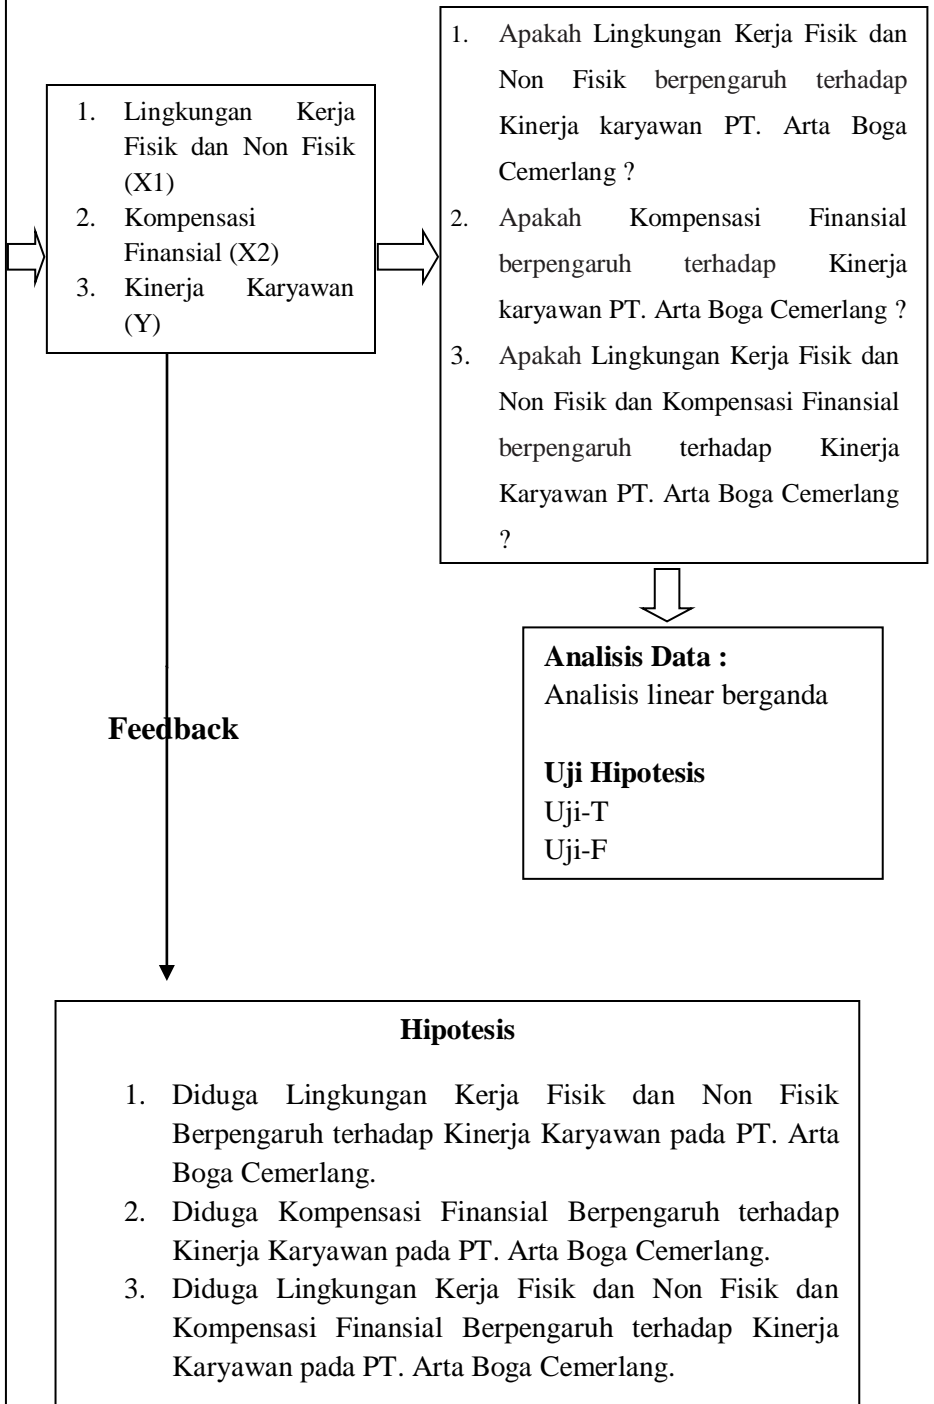 1. Lingkungan Kerja
Fisik dan Non Fisik
(X1)
2. Kompensasi
Finansial (X2)
3. Kinerja Karyawan
(Y)
1. Apakah Lingkungan Kerja Fisik dan
Non Fisik berpengaruh terhadap
Kinerja karyawan PT. Arta Boga
Cemerlang ?
2. Apakah Kompensasi Finansial
berpengaruh terhadap Kinerja
karyawan PT. Arta Boga Cemerlang ?
3. Apakah Lingkungan Kerja Fisik dan
Non Fisik dan Kompensasi Finansial
berpengaruh terhadap Kinerja
Karyawan PT. Arta Boga Cemerlang
?
Analisis Data :
Analisis linear berganda
Uji Hipotesis
Uji-T
Uji-F
Feedback
Hipotesis
1. Diduga Lingkungan Kerja Fisik dan Non Fisik
Berpengaruh terhadap Kinerja Karyawan pada PT. Arta
Boga Cemerlang.
2. Diduga Kompensasi Finansial Berpengaruh terhadap
Kinerja Karyawan pada PT. Arta Boga Cemerlang.
3. Diduga Lingkungan Kerja Fisik dan Non Fisik dan
Kompensasi Finansial Berpengaruh terhadap Kinerja
Karyawan pada PT. Arta Boga Cemerlang.